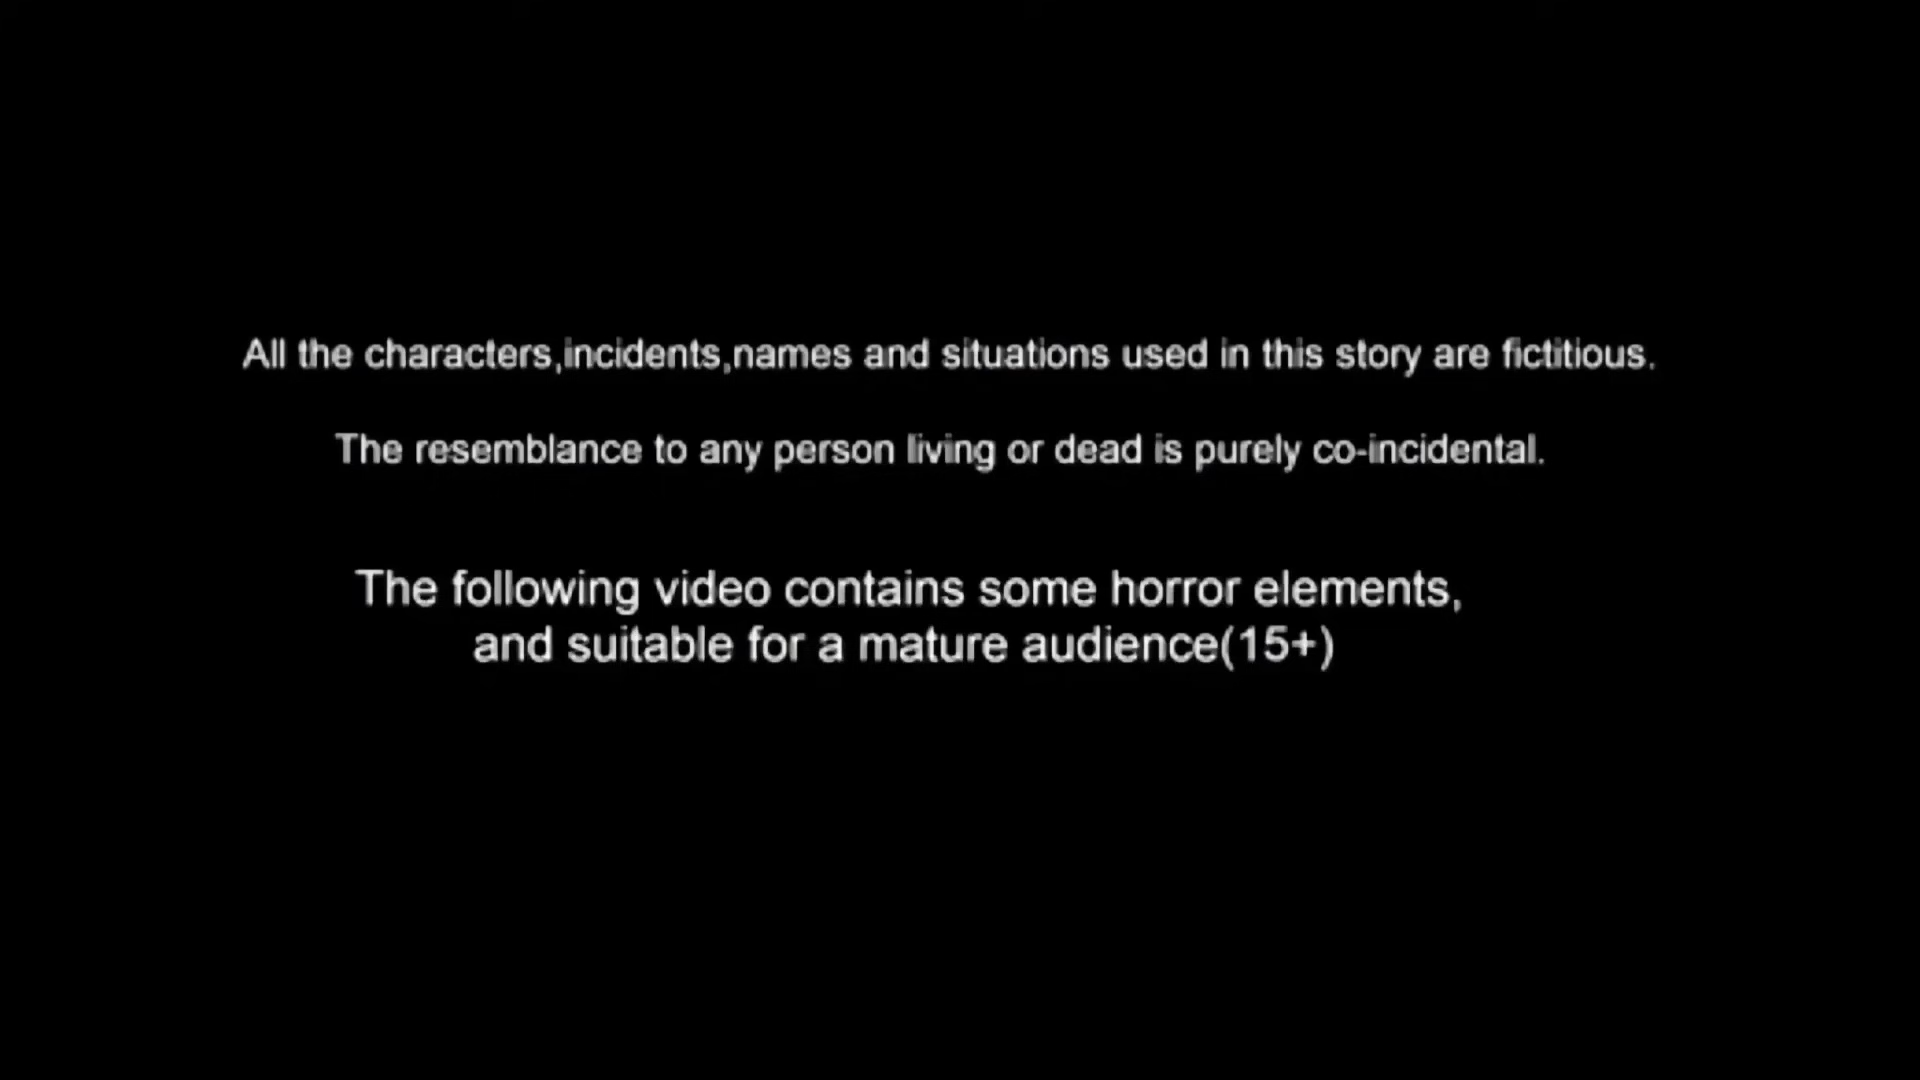 All the characters,incidents,names and situations used in this story are fictitious.
The resemblance to any person living or dead is purely co-incidental.
The following video contains some horror elements,
and suitable for a mature audience(15+)